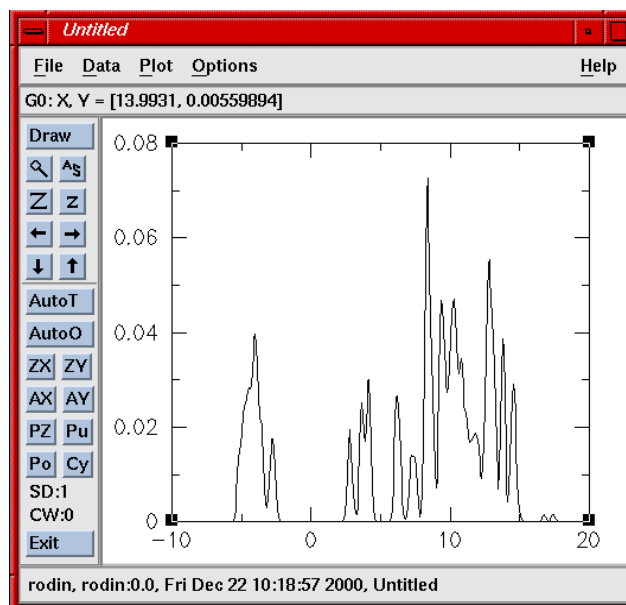 Untitled
File Data Plot Options Help
G0: X, Y = [13.9931, 0.00559894]
Draw
AS
Z z
AutoT
AutoO
ZX ZY
AX AY
PZ Pu
Po Cy
SD:1
CW:0
Exit
0.08
0.06
0.04
0.02
0
-10 0 10 20
rodin, rodin:0.0, Fri Dec 22 10:18:57 2000, Untitled